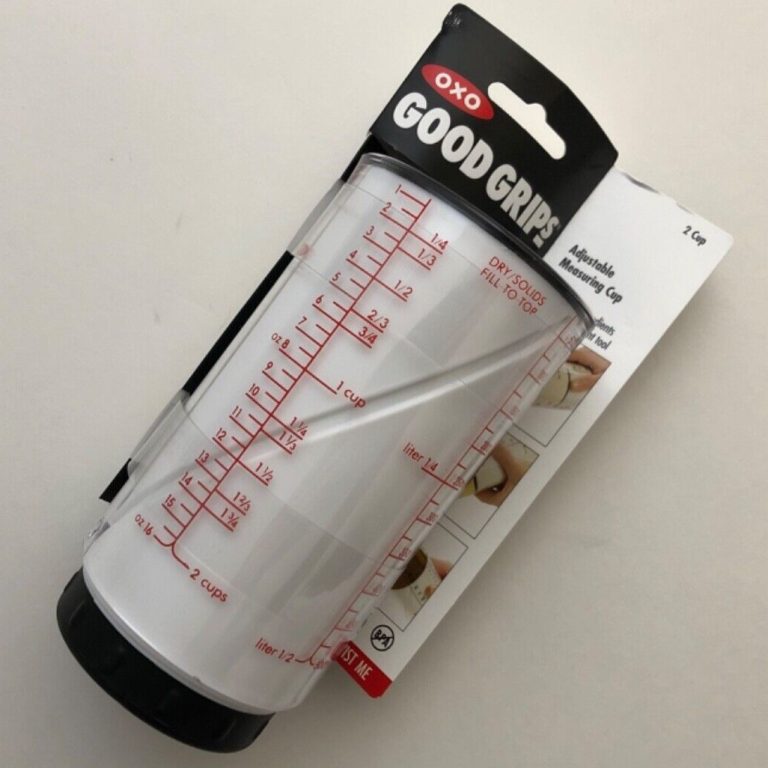 OXO
GOOD GRIPS
2 Cup
Adjustable
Measuring Cup
DRY/SOLIDS
FILL TO TOP
1
2
1/4
3
1/3
4
5
1/2
6
2/3
7
3/4
oz 8
1 cup
9
10
11
1 1/4
12
1 1/3
13
1 1/2
14
1 2/3
15
1 3/4
oz 16
2 cups
liter 1/4
liter 1/2
BPA
IST ME